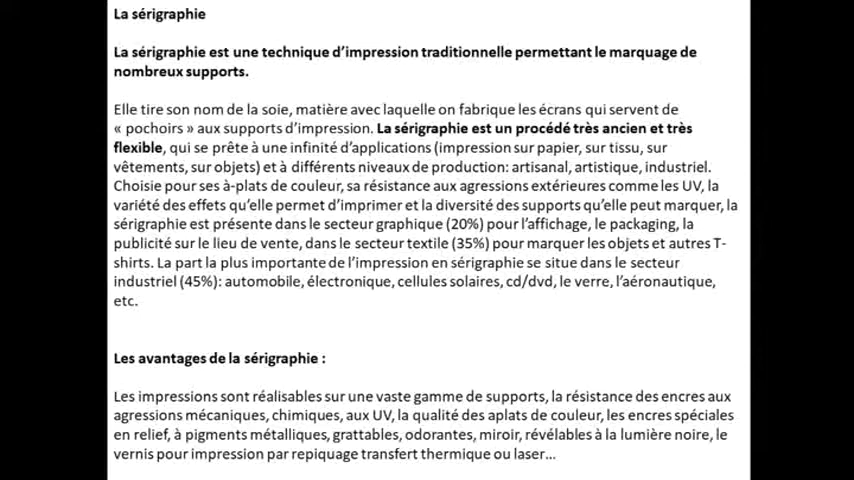 La sérigraphie
La sérigraphie est une technique d’impression traditionnelle permettant le marquage de
nombreux supports.
Elle tire son nom de la soie, matière avec laquelle on fabrique les écrans qui servent de
« pochoirs » aux supports d’impression. La sérigraphie est un procédé très ancien et très
flexible, qui se prête à une infinité d’applications (impression sur papier, sur tissu, sur
vêtements, sur objets) et à différents niveaux de production: artisanal, artistique, industriel.
Choisie pour ses à-plats de couleur, sa résistance aux agressions extérieures comme les UV, la
variété des effets qu’elle permet d’imprimer et la diversité des supports qu’elle peut marquer, la
sérigraphie est présente dans le secteur graphique (20%) pour l’affichage, le packaging, la
publicité sur le lieu de vente, dans le secteur textile (35%) pour marquer les objets et autres T-
shirts. La part la plus importante de l’impression en sérigraphie se situe dans le secteur
industriel (45%): automobile, électronique, cellules solaires, cd/dvd, le verre, l’aéronautique,
etc.
Les avantages de la sérigraphie :
Les impressions sont réalisables sur une vaste gamme de supports, la résistance des encres aux
agressions mécaniques, chimiques, aux UV, la qualité des aplats de couleur, les encres spéciales
en relief, à pigments métalliques, grattables, odorantes, miroir, révélables à la lumière noire, le
vernis pour impression par repiquage transfert thermique ou laser…